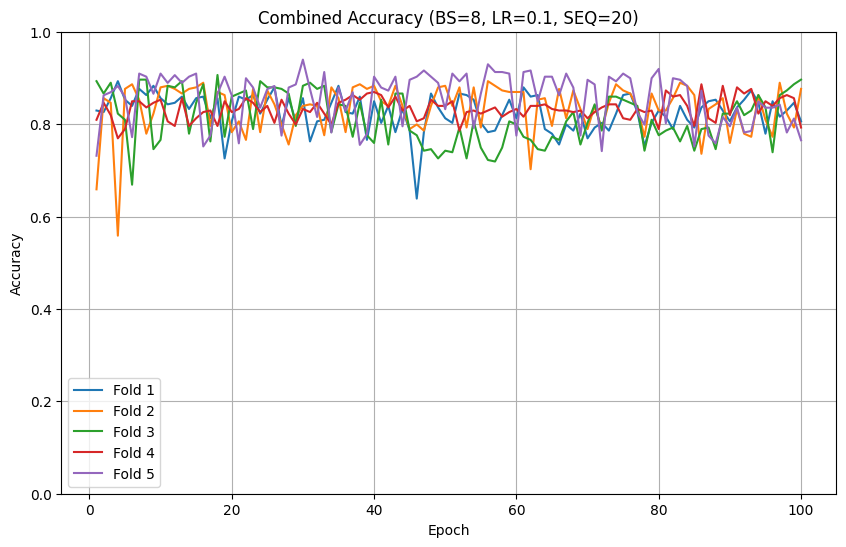 Combined Accuracy (BS=8, LR=0.1, SEQ=20)
Accuracy
1.0
0.8
0.6
0.4
0.2
0.0
Fold 1
Fold 2
Fold 3
Fold 4
Fold 5
0 20 40 60 80 100
Epoch